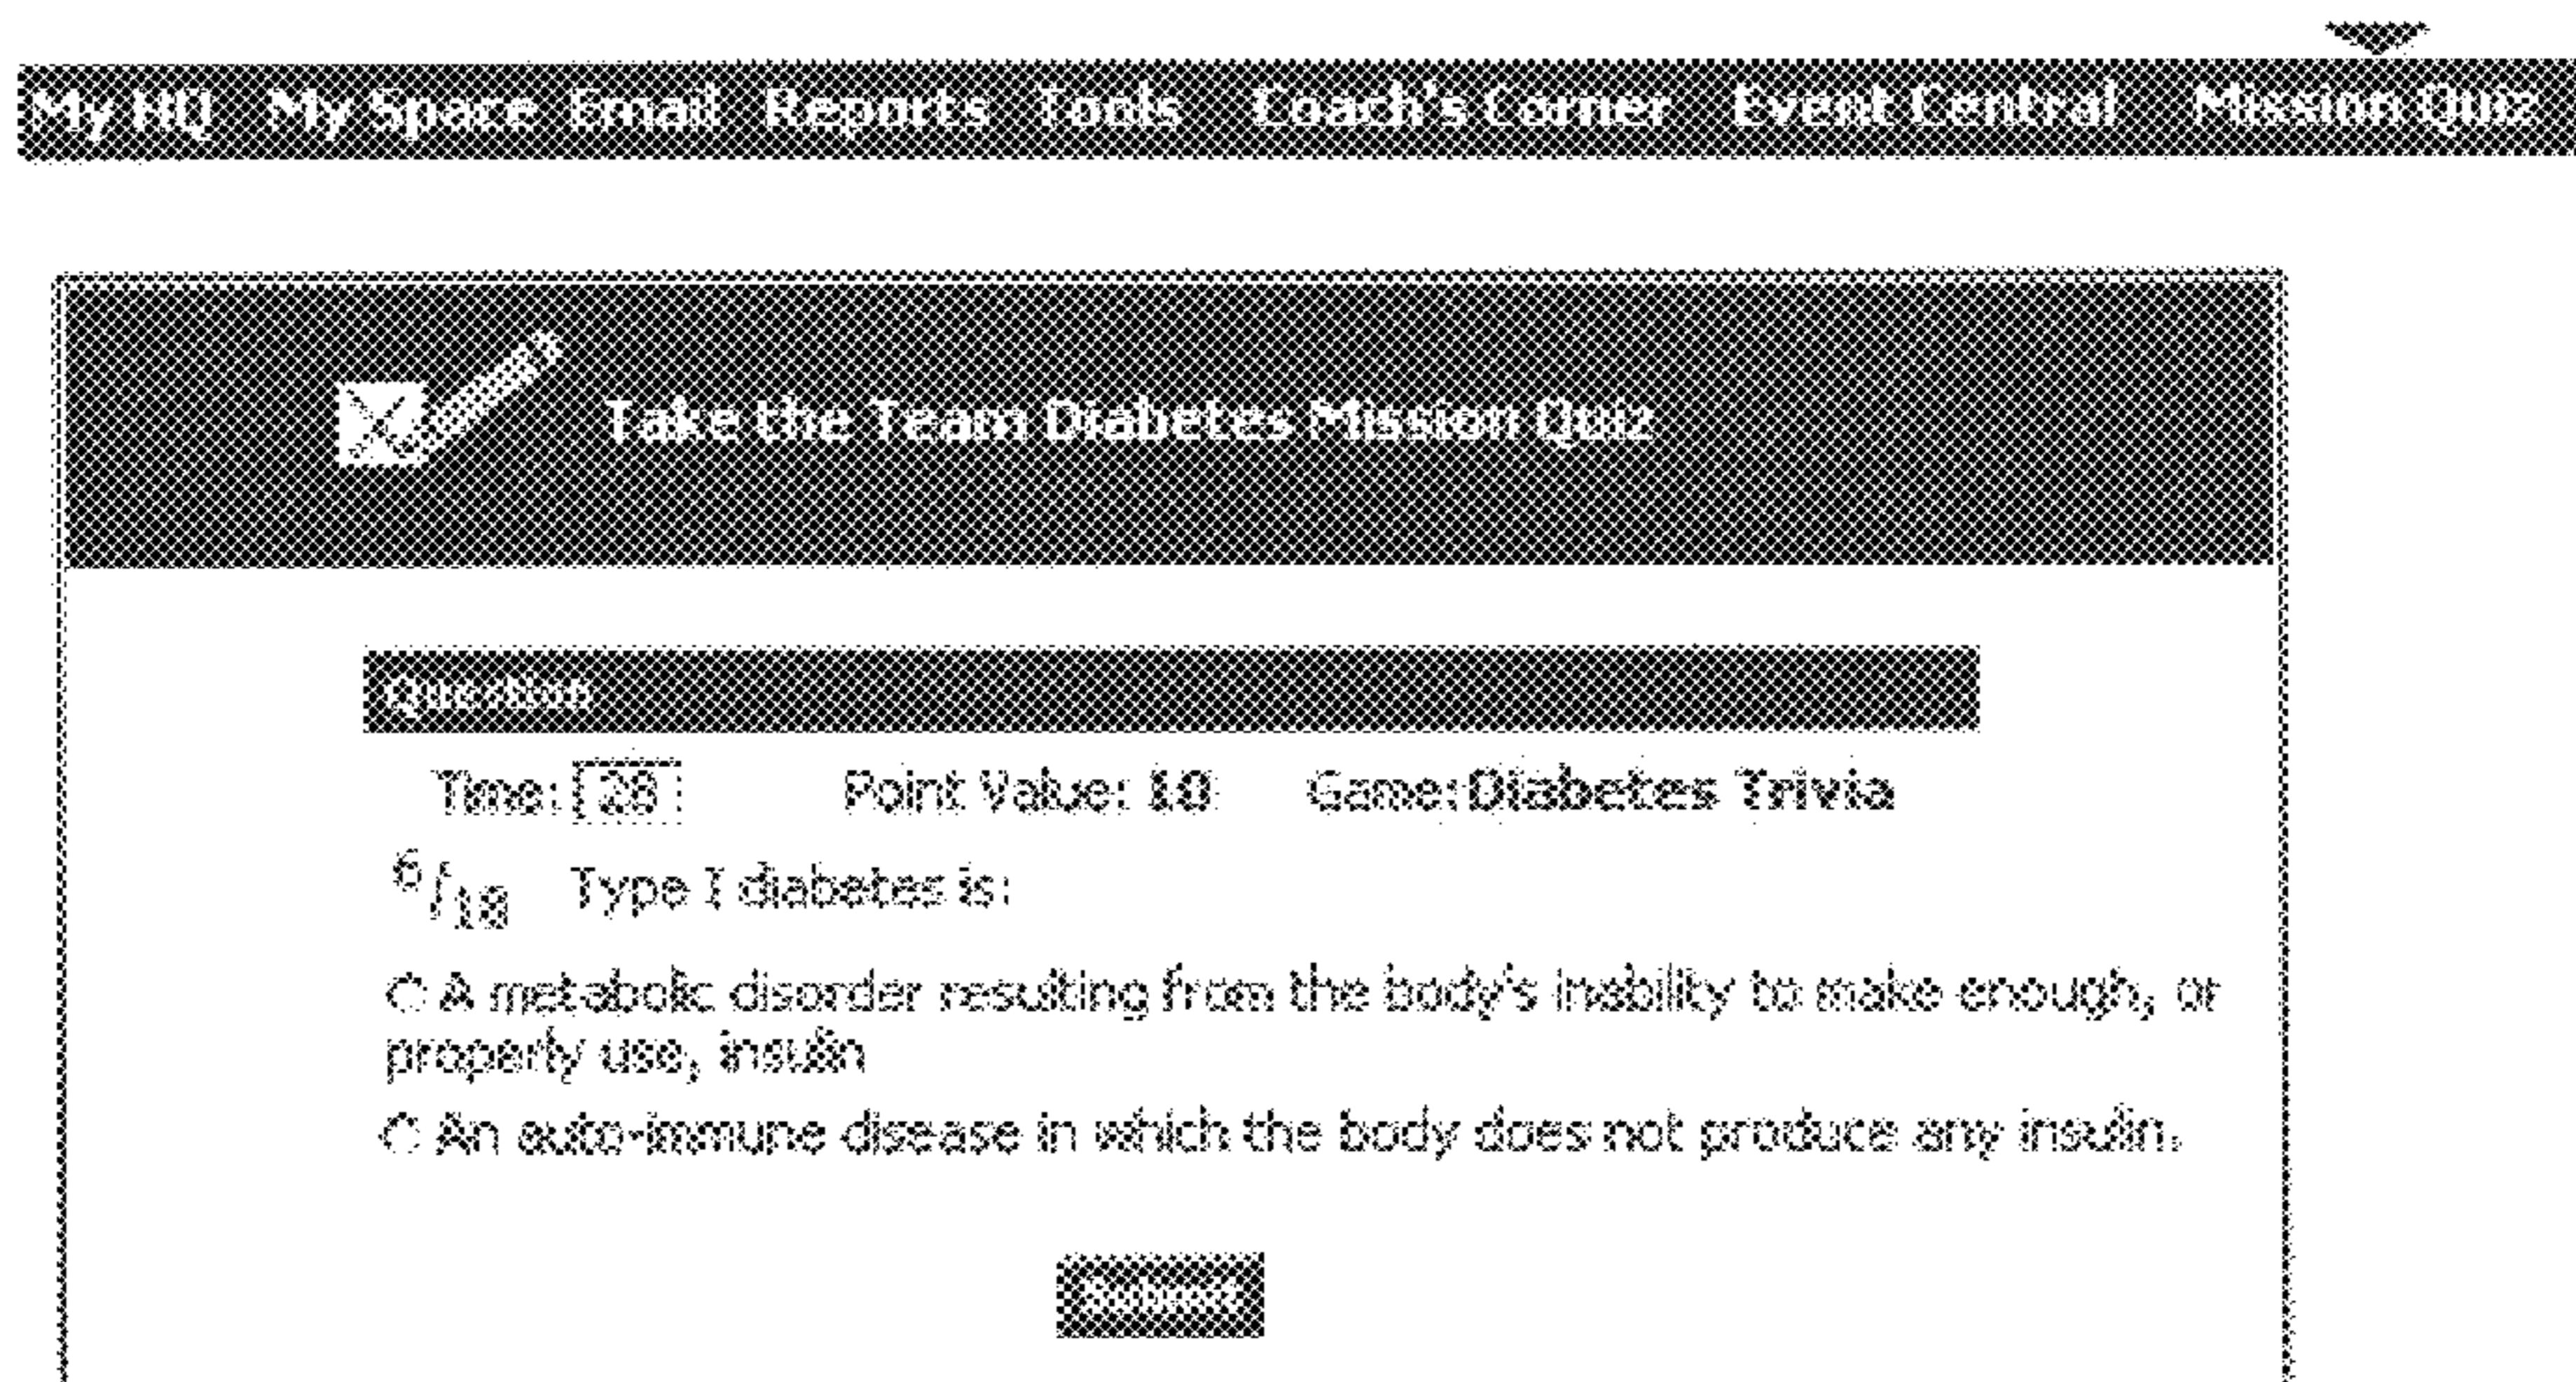 My HQ My Space Email Reports Tools Coach's Corner Event Central Mission Quiz
Take the Team Diabetes Mission Quiz
Question
Time: 28 Point Value: 10 Game: Diabetes Trivia
6/18 Type I diabetes is:
A metabolic disorder resulting from the body's inability to make enough, or
properly use, insulin
An auto-immune disease in which the body does not produce any insulin.
Submit